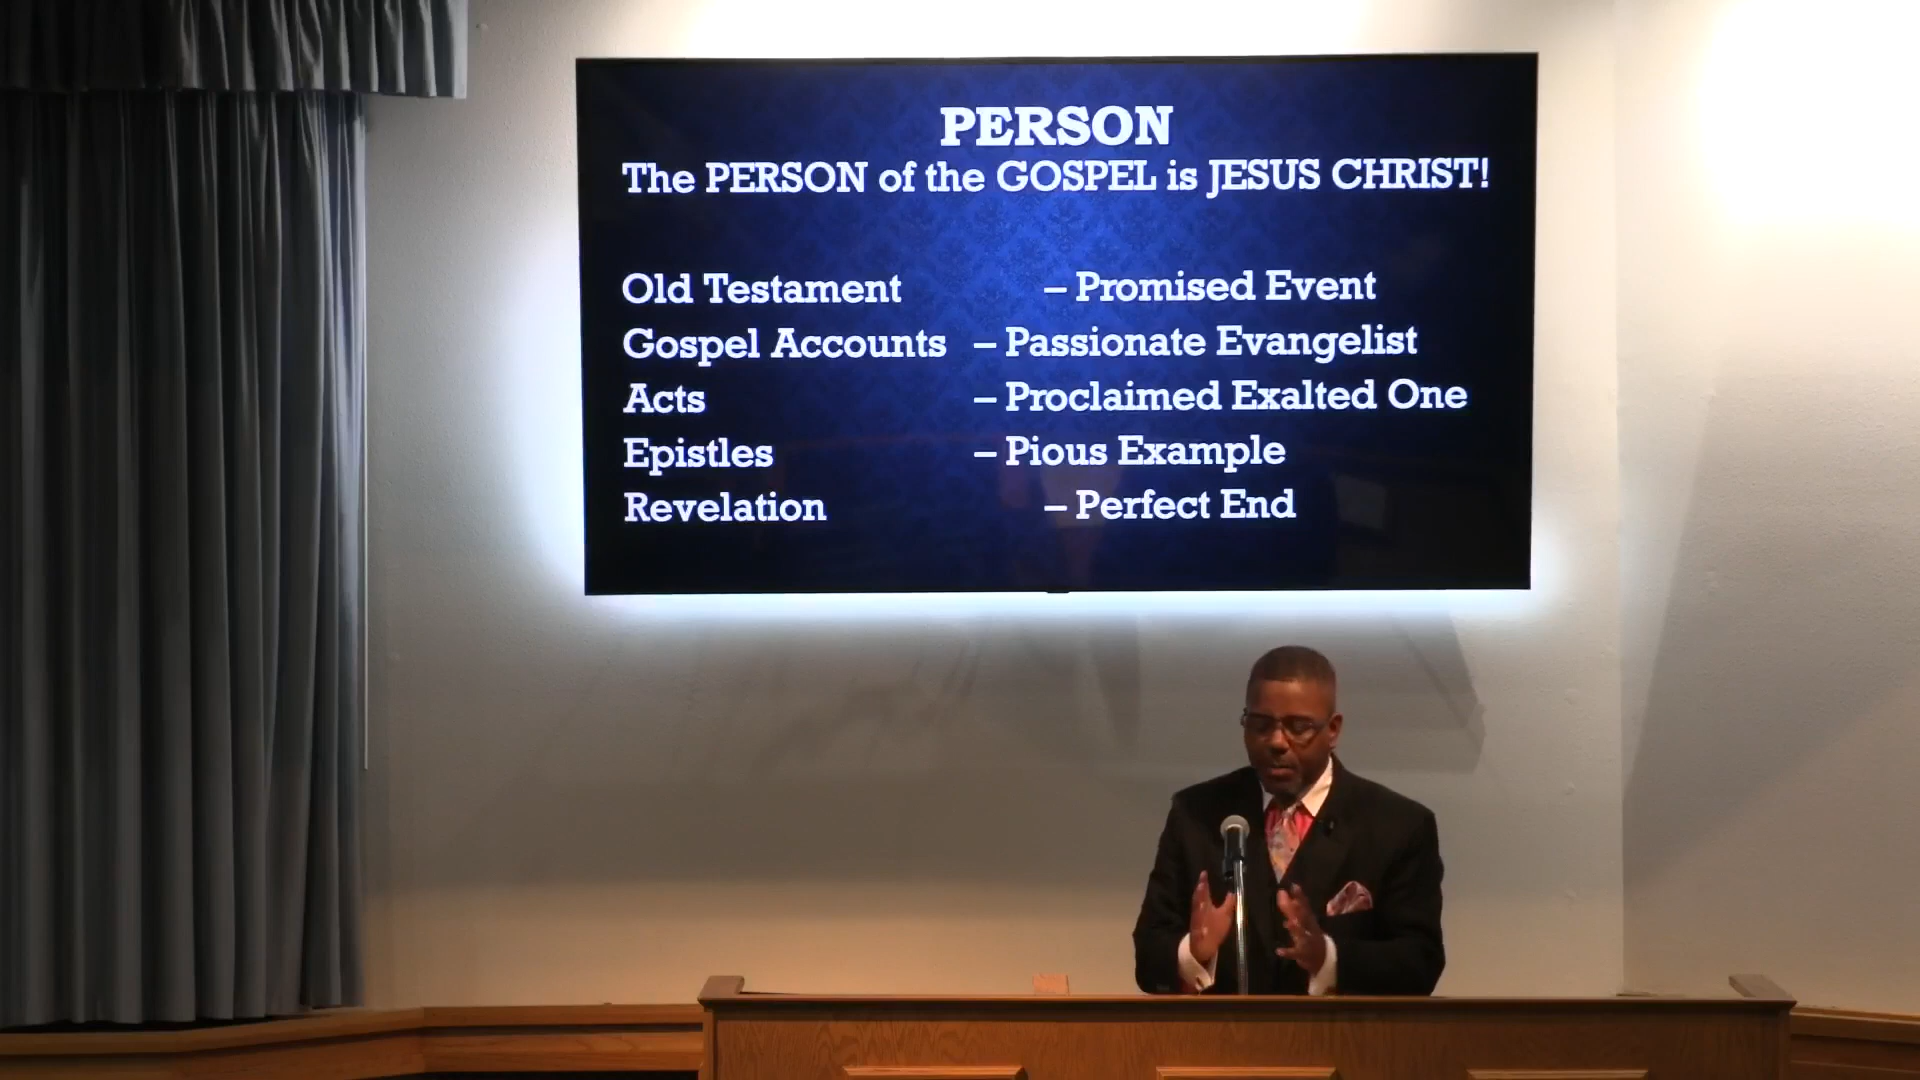 PERSON
The PERSON of the GOSPEL is JESUS CHRIST!
Old Testament – Promised Event
Gospel Accounts – Passionate Evangelist
Acts – Proclaimed Exalted One
Epistles – Pious Example
Revelation – Perfect End